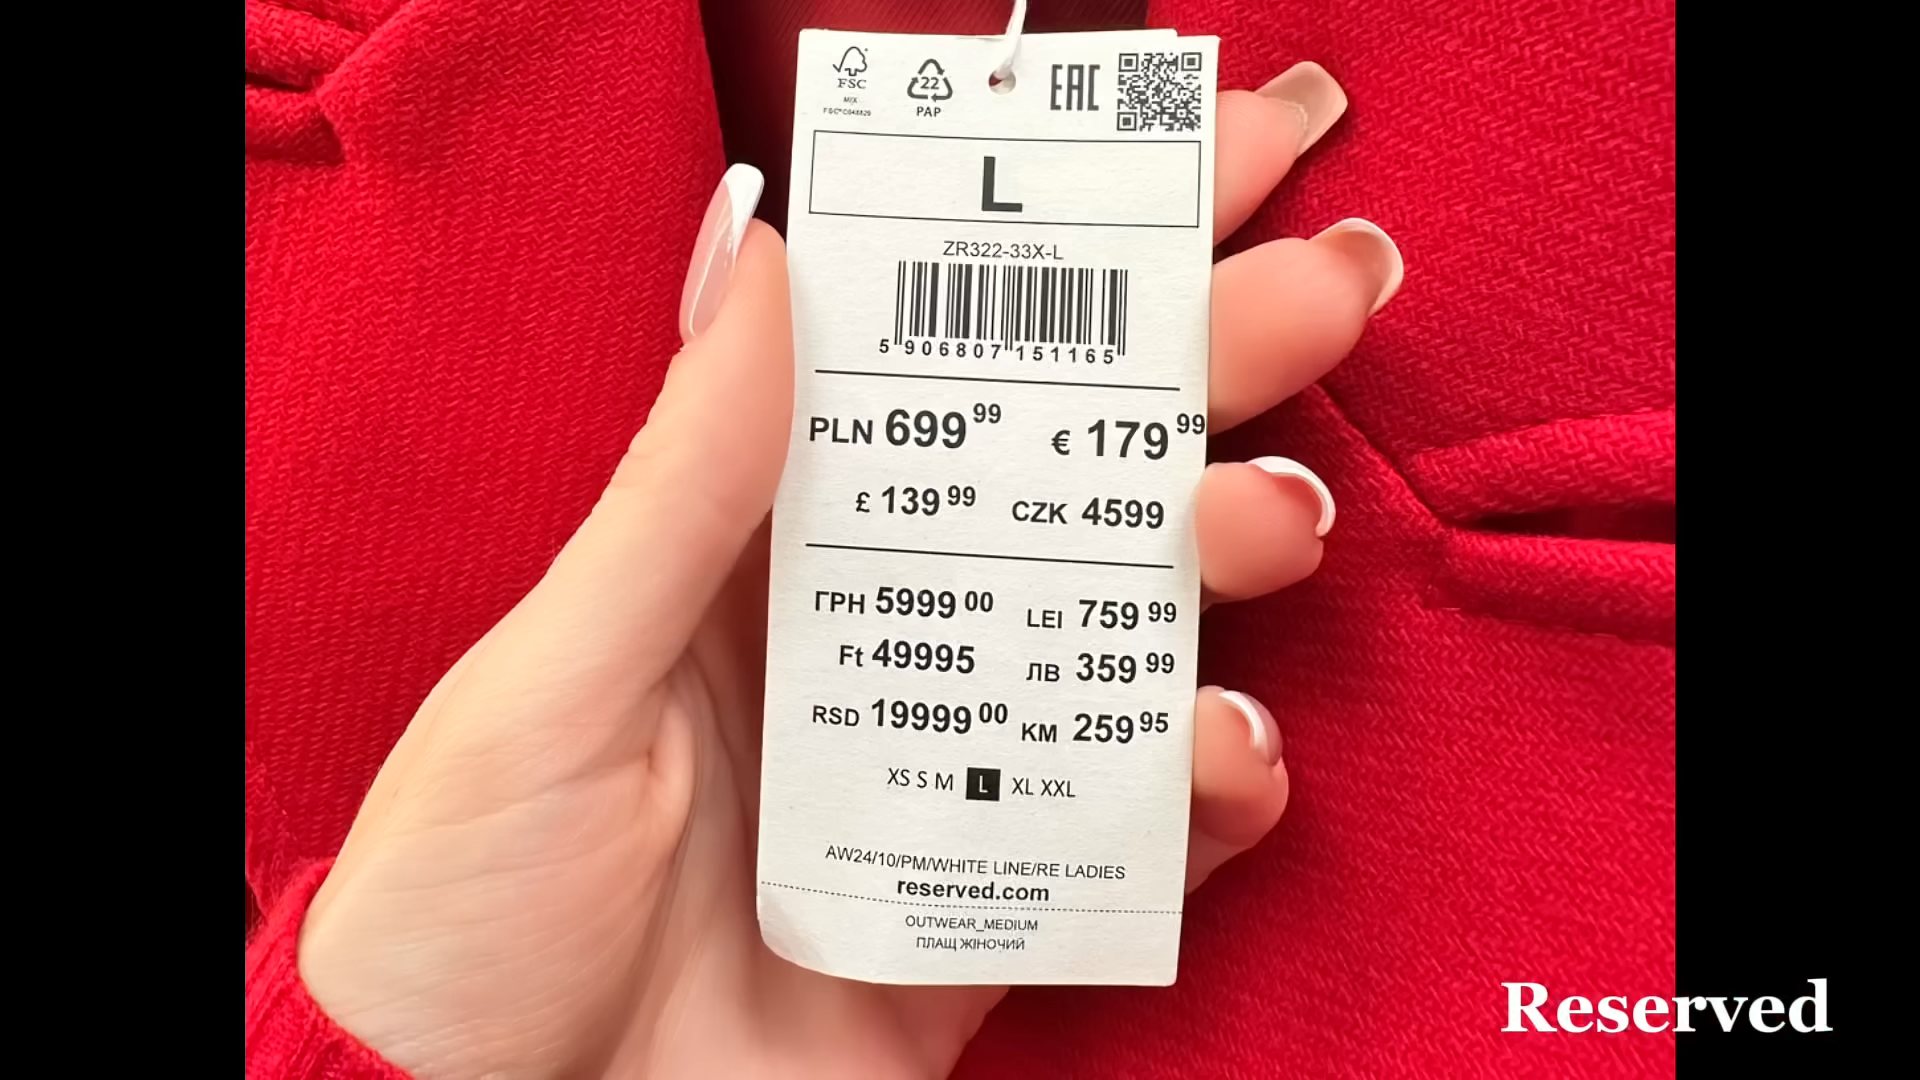 FSC
MIX
22
PAP
EAC
L
ZR322-33X-L
5 906807 151165
PLN 699 99 € 179 99
£ 139 99 CZK 4599
ГРН 5999 00 LEI 759 99
Ft 49995 ЛВ 359 99
RSD 19999 00 KM 259 95
XS S M L XL XXL
AW24/10/PM/WHITE LINE/RE LADIES
reserved.com
OUTWEAR_MEDIUM
ПЛАЩ ЖІНОЧИЙ
Reserved